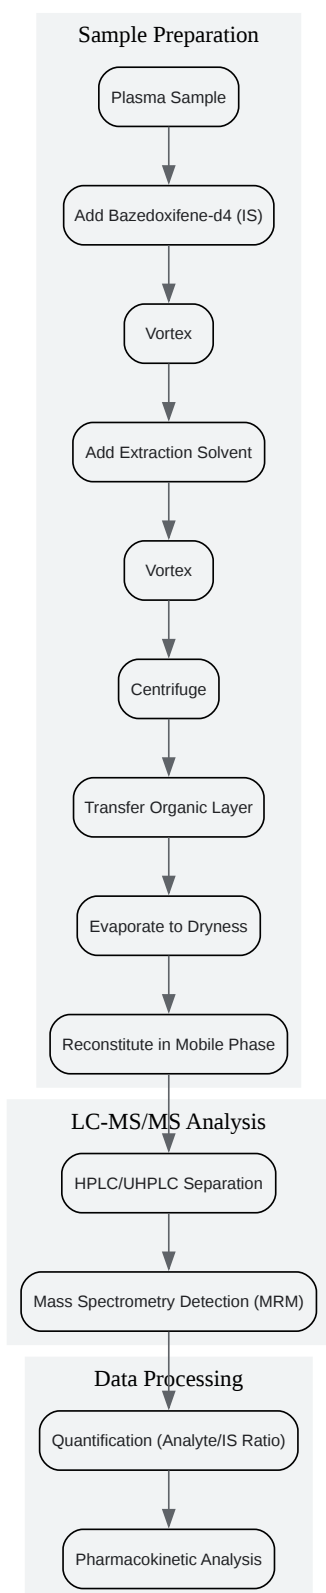 Sample Preparation
Plasma Sample
Add Bazedoxifene-d4 (IS)
Vortex
Add Extraction Solvent
Vortex
Centrifuge
Transfer Organic Layer
Evaporate to Dryness
Reconstitute in Mobile Phase
LC-MS/MS Analysis
HPLC/UHPLC Separation
Mass Spectrometry Detection (MRM)
Data Processing
Quantification (Analyte/IS Ratio)
Pharmacokinetic Analysis